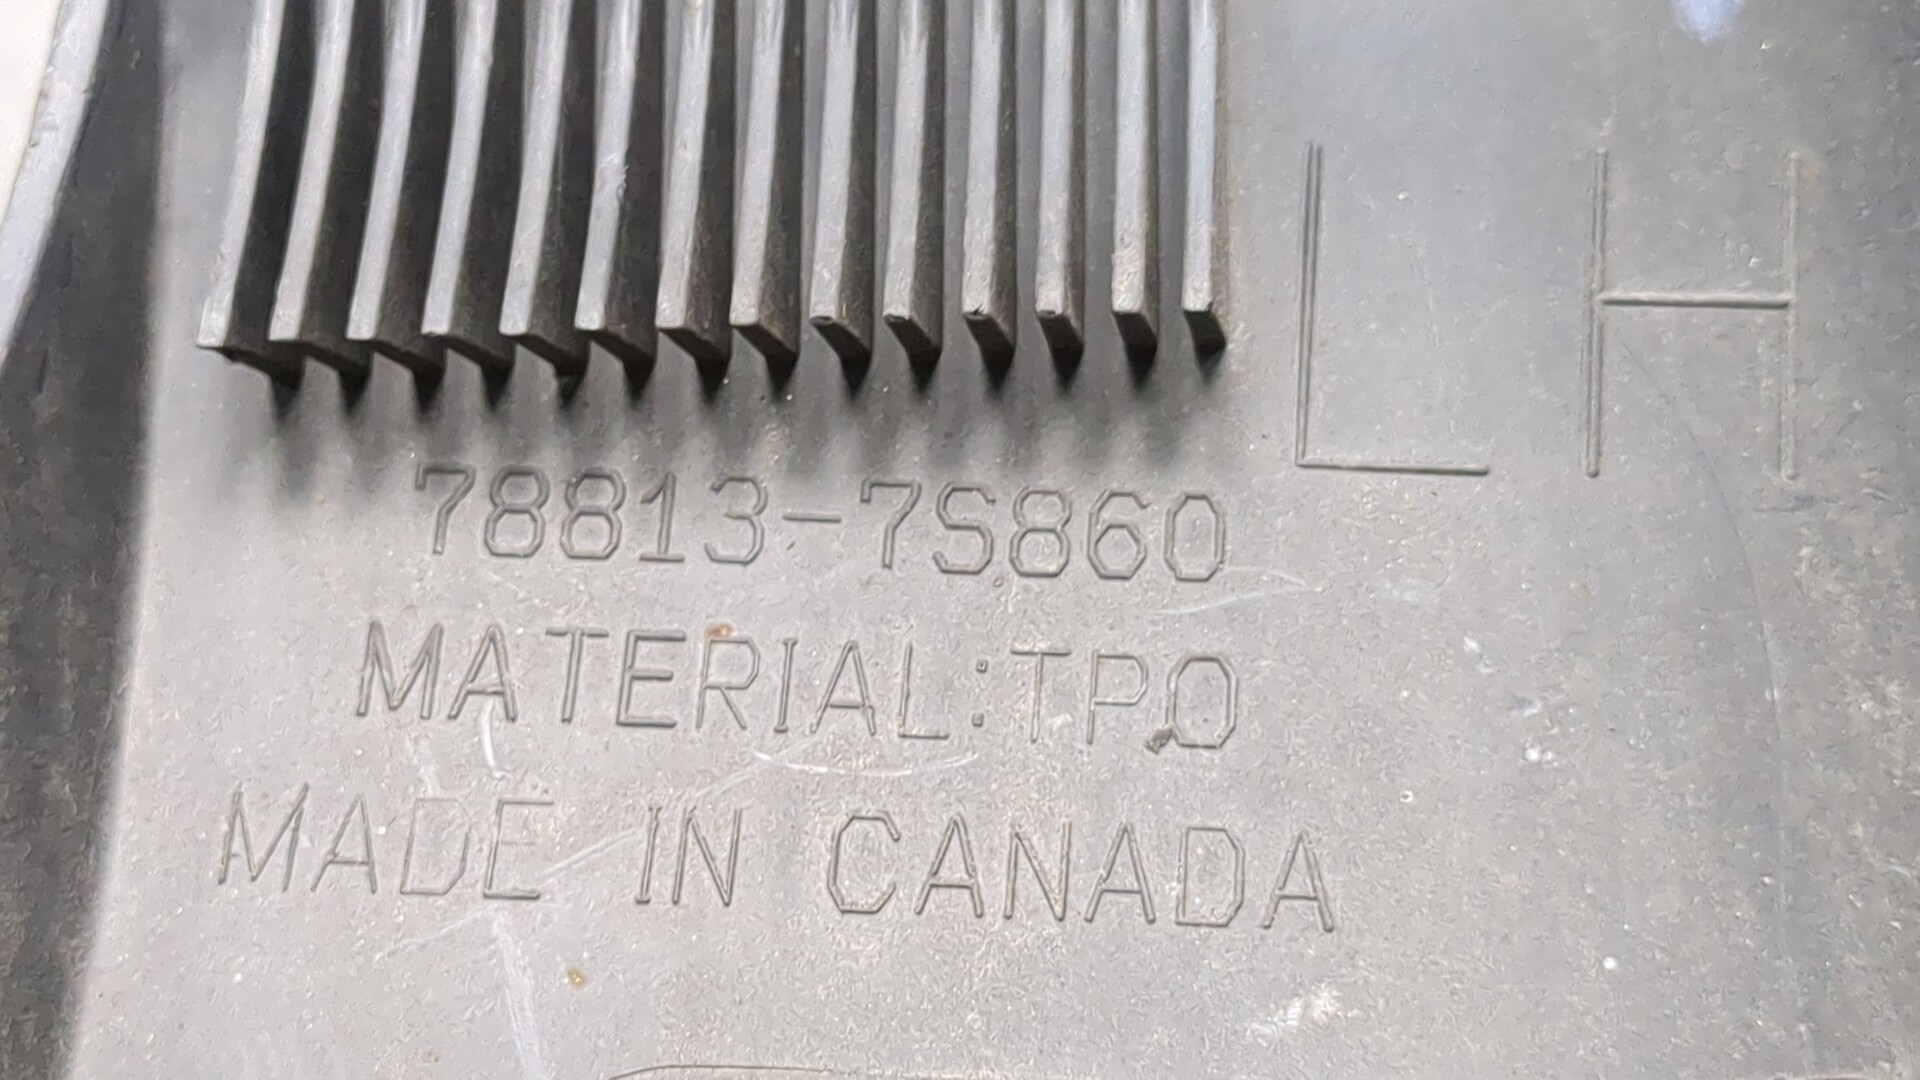 LH
78813-7S860
MATERIAL:TPO
MADE IN CANADA